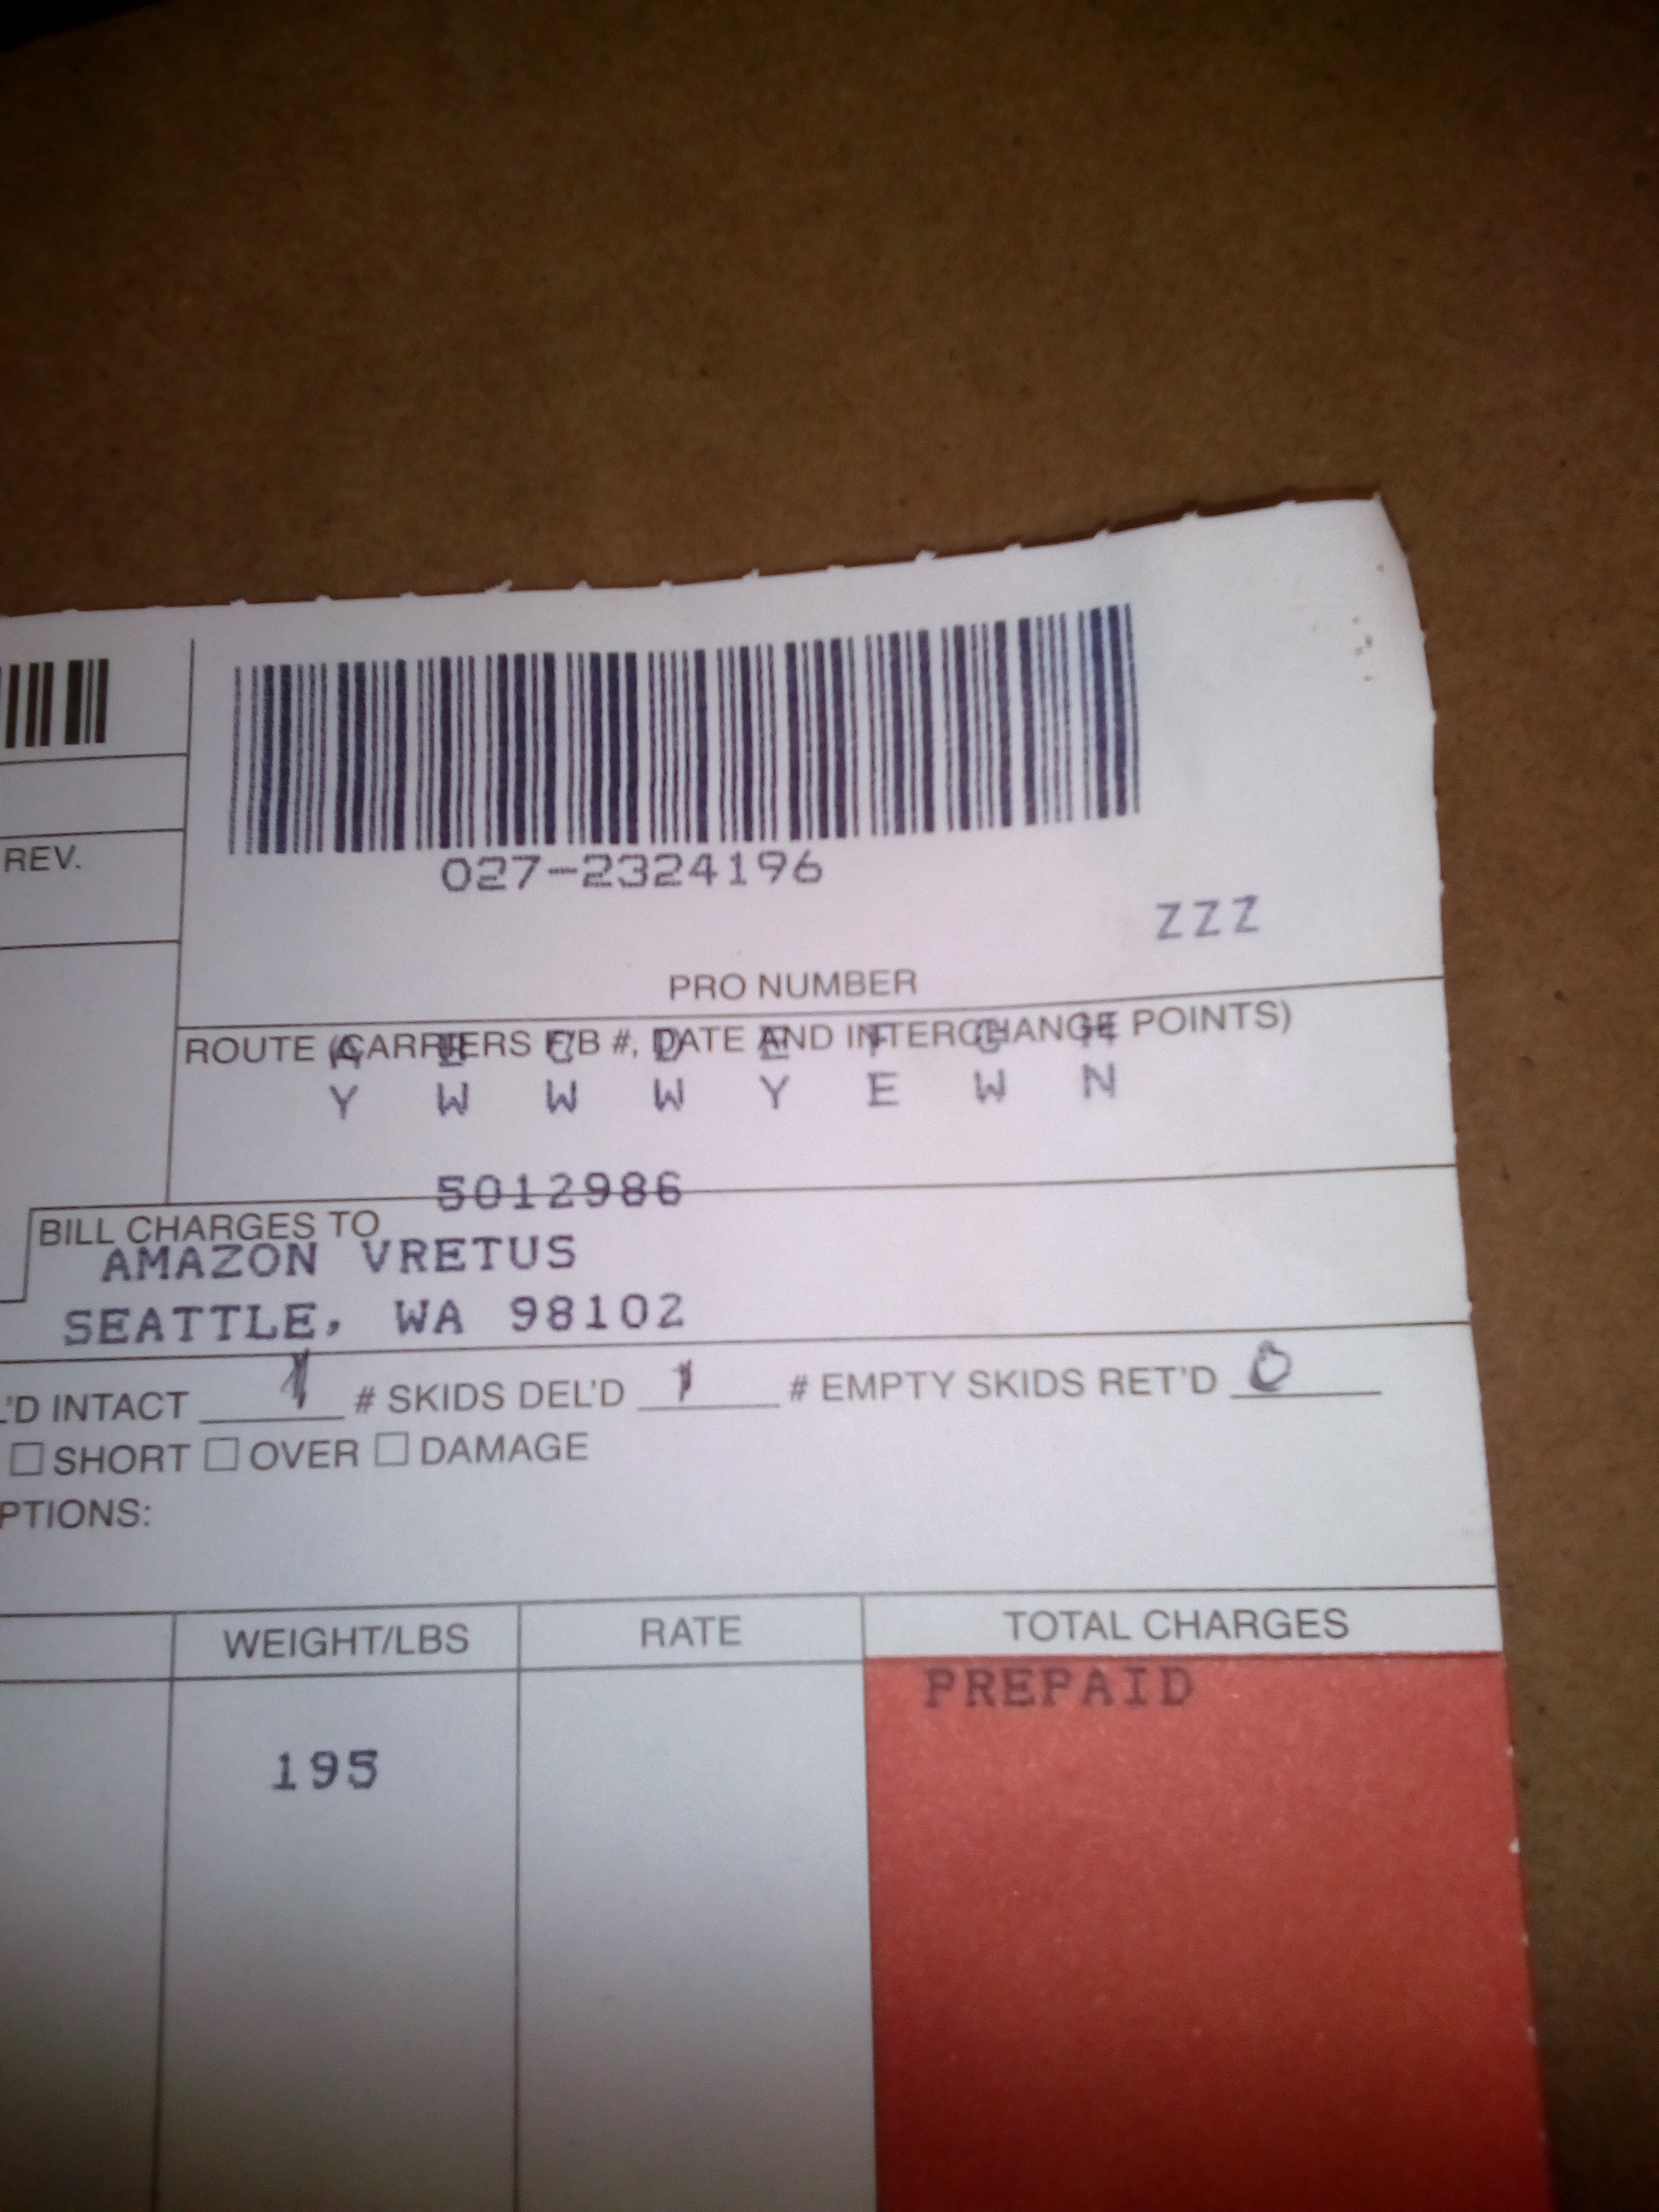 027-2324196
REV.
ZZZ
PRO NUMBER
ROUTE (CARRIERS F/B #, DATE AND INTERCHANGE POINTS)
A B C D E F G H
Y W W W Y E W N
5012986
BILL CHARGES TO
AMAZON VRETUS
SEATTLE, WA 98102
L'D INTACT 1 # SKIDS DEL'D 1 # EMPTY SKIDS RET'D 0
SHORT OVER DAMAGE
PTIONS:
WEIGHT/LBS RATE TOTAL CHARGES
PREPAID
195